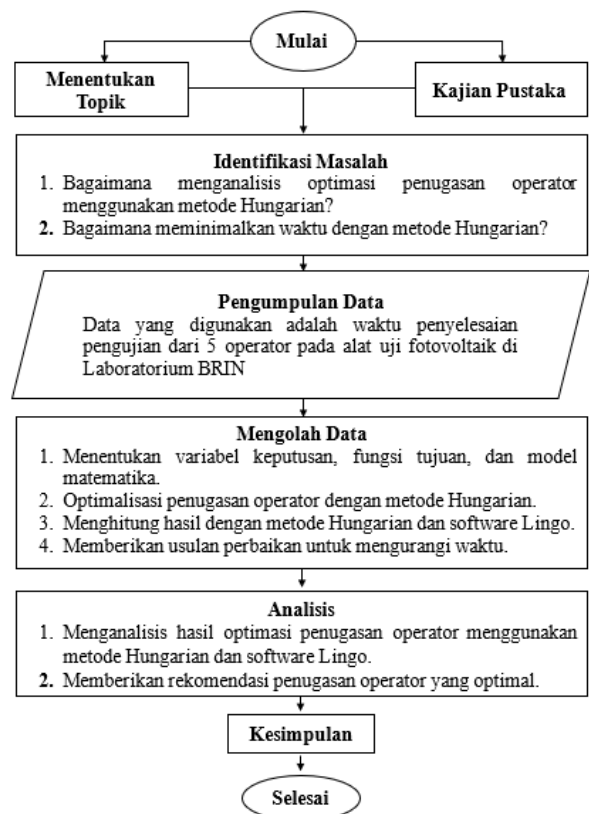 Mulai
Menentukan
Topik
Kajian Pustaka
Identifikasi Masalah
1. Bagaimana menganalisis optimasi penugasan operator
menggunakan metode Hungarian?
2. Bagaimana meminimalkan waktu dengan metode Hungarian?
Pengumpulan Data
Data yang digunakan adalah waktu penyelesaian
pengujian dari 5 operator pada alat uji fotovoltaik di
Laboratorium BRIN
Mengolah Data
1. Menentukan variabel keputusan, fungsi tujuan, dan model
matematika.
2. Optimalisasi penugasan operator dengan metode Hungarian.
3. Menghitung hasil dengan metode Hungarian dan software Lingo.
4. Memberikan usulan perbaikan untuk mengurangi waktu.
Analisis
1. Menganalisis hasil optimasi penugasan operator menggunakan
metode Hungarian dan software Lingo.
2. Memberikan rekomendasi penugasan operator yang optimal.
Kesimpulan
Selesai